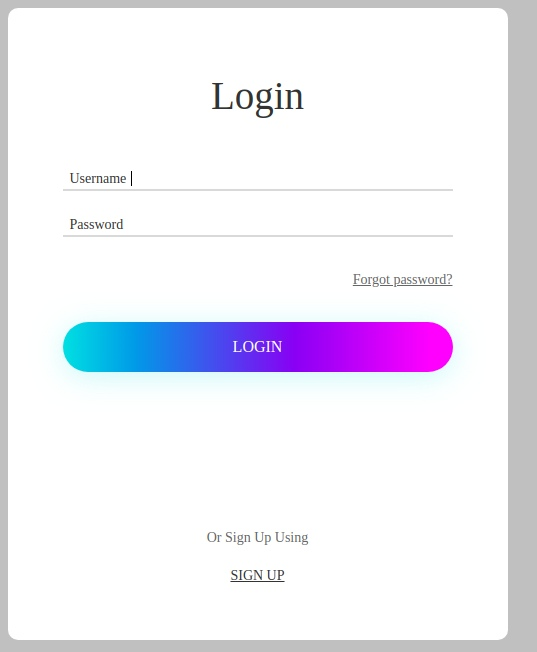 Login
Username
Password
Forgot password?
LOGIN
Or Sign Up Using
SIGN UP